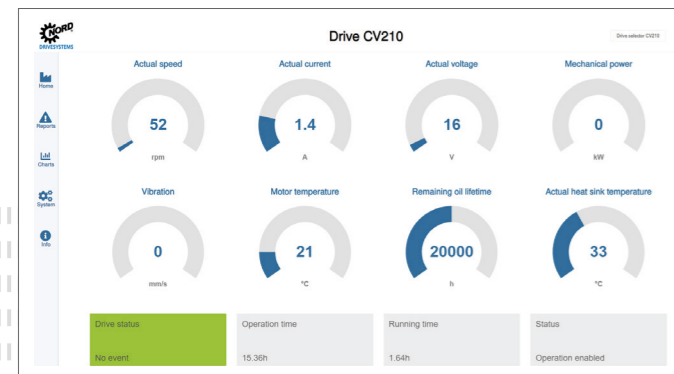 NORD
DRIVESYSTEMS
Drive CV210
Drive selector CV210
Home
Reports
Charts
System
Info
Actual speed
52
rpm
Actual current
1.4
A
Actual voltage
16
V
Mechanical power
0
kW
Vibration
0
mm/s
Motor temperature
21
°C
Remaining oil lifetime
20000
h
Actual heat sink temperature
33
°C
Drive status
No event
Operation time
15.36h
Running time
1.64h
Status
Operation enabled